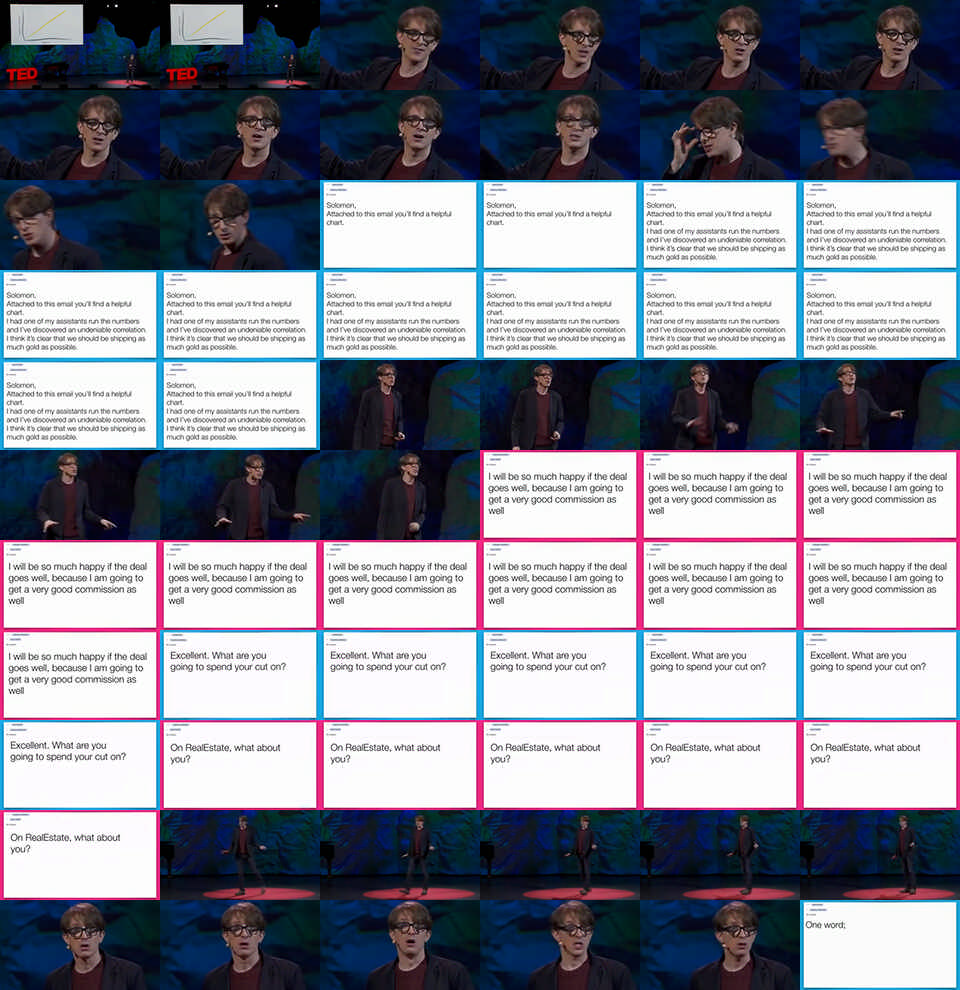 TED
TED
Solomon,
Attached to this email you'll find a helpful
chart.
Solomon,
Attached to this email you'll find a helpful
chart.
Solomon,
Attached to this email you'll find a helpful
chart.
I had one of my assistants run the numbers
and I've discovered an undeniable correlation.
I think it's clear that we should be shipping as
much gold as possible.
Solomon,
Attached to this email you'll find a helpful
chart.
I had one of my assistants run the numbers
and I've discovered an undeniable correlation.
I think it's clear that we should be shipping as
much gold as possible.
Solomon,
Attached to this email you'll find a helpful
chart.
I had one of my assistants run the numbers
and I've discovered an undeniable correlation.
I think it's clear that we should be shipping as
much gold as possible.
Solomon,
Attached to this email you'll find a helpful
chart.
I had one of my assistants run the numbers
and I've discovered an undeniable correlation.
I think it's clear that we should be shipping as
much gold as possible.
Solomon,
Attached to this email you'll find a helpful
chart.
I had one of my assistants run the numbers
and I've discovered an undeniable correlation.
I think it's clear that we should be shipping as
much gold as possible.
Solomon,
Attached to this email you'll find a helpful
chart.
I had one of my assistants run the numbers
and I've discovered an undeniable correlation.
I think it's clear that we should be shipping as
much gold as possible.
Solomon,
Attached to this email you'll find a helpful
chart.
I had one of my assistants run the numbers
and I've discovered an undeniable correlation.
I think it's clear that we should be shipping as
much gold as possible.
Solomon,
Attached to this email you'll find a helpful
chart.
I had one of my assistants run the numbers
and I've discovered an undeniable correlation.
I think it's clear that we should be shipping as
much gold as possible.
Solomon,
Attached to this email you'll find a helpful
chart.
I had one of my assistants run the numbers
and I've discovered an undeniable correlation.
I think it's clear that we should be shipping as
much gold as possible.
Solomon,
Attached to this email you'll find a helpful
chart.
I had one of my assistants run the numbers
and I've discovered an undeniable correlation.
I think it's clear that we should be shipping as
much gold as possible.
I will be so much happy if the deal
goes well, because I am going to
get a very good commission as
well
I will be so much happy if the deal
goes well, because I am going to
get a very good commission as
well
I will be so much happy if the deal
goes well, because I am going to
get a very good commission as
well
I will be so much happy if the deal
goes well, because I am going to
get a very good commission as
well
I will be so much happy if the deal
goes well, because I am going to
get a very good commission as
well
I will be so much happy if the deal
goes well, because I am going to
get a very good commission as
well
I will be so much happy if the deal
goes well, because I am going to
get a very good commission as
well
I will be so much happy if the deal
goes well, because I am going to
get a very good commission as
well
I will be so much happy if the deal
goes well, because I am going to
get a very good commission as
well
I will be so much happy if the deal
goes well, because I am going to
get a very good commission as
well
Excellent. What are you
going to spend your cut on?
Excellent. What are you
going to spend your cut on?
Excellent. What are you
going to spend your cut on?
Excellent. What are you
going to spend your cut on?
Excellent. What are you
going to spend your cut on?
Excellent. What are you
going to spend your cut on?
On RealEstate, what about
you?
On RealEstate, what about
you?
On RealEstate, what about
you?
On RealEstate, what about
you?
On RealEstate, what about
you?
On RealEstate, what about
you?
One word;